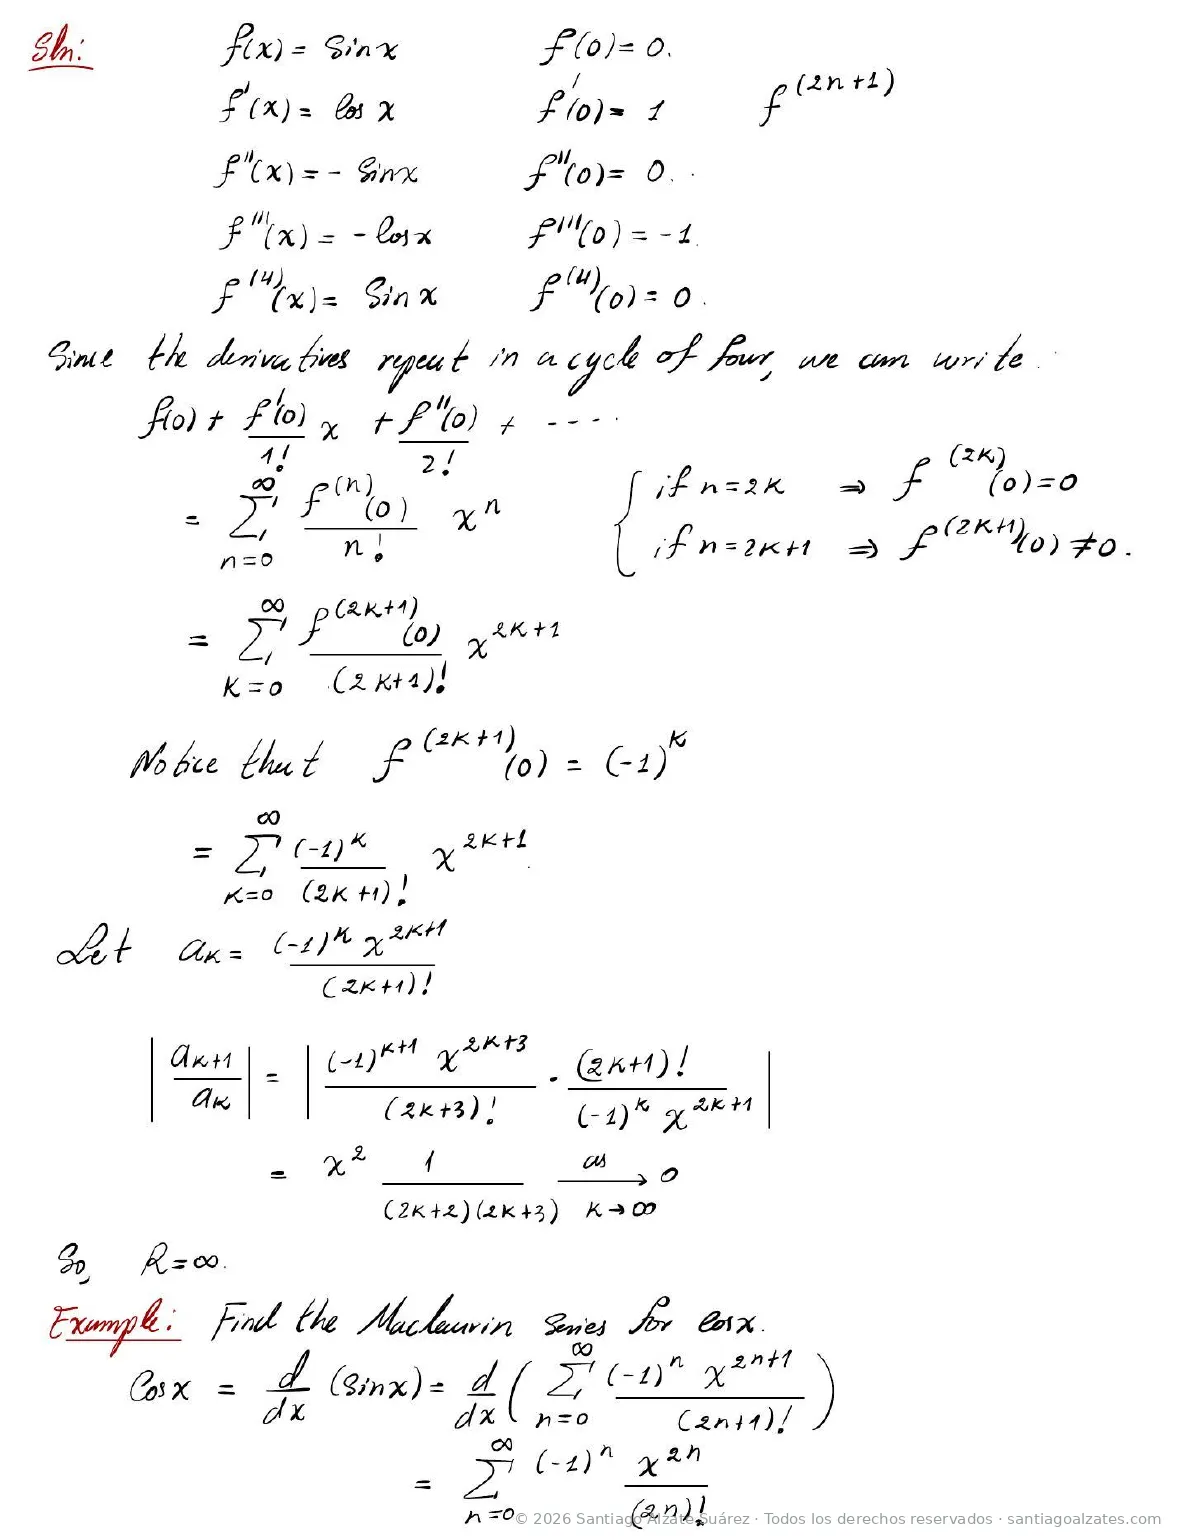 Sln: f(x) = Sin x f(0) = 0.
f'(x) = Cos x f'(0) = 1 f^(2n+1)
f''(x) = - Sin x f''(0) = 0.
f'''(x) = - Cos x f'''(0) = -1.
f^(4)(x) = Sin x f^(4)(0) = 0.
Since the derivatives repeat in a cycle of four, we can write
f(0) + f'(0)/1! x + f''(0)/2! + ....
= ∑_{n=0}^{∞} f^(n)(0)/n! x^n { if n=2K ⇒ f^(2K)(0)=0
if n=2K+1 ⇒ f^(2K+1)(0) ≠ 0.
= ∑_{K=0}^{∞} f^(2K+1)(0)/(2K+1)! x^{2K+1}
Notice that f^(2K+1)(0) = (-1)^K
= ∑_{K=0}^{∞} (-1)^K/(2K+1)! x^{2K+1}
Let a_K = (-1)^K x^{2K+1}/(2K+1)!
|a_{K+1}/a_K| = |(-1)^{K+1} x^{2K+3}/(2K+3)! · (2K+1)!/((-1)^K x^{2K+1})|
= x^2 1/((2K+2)(2K+3)) as K→∞ ⟶ 0
So, R=∞.
Example: Find the Maclaurin series for Cos x.
Cos x = d/dx (Sin x) = d/dx (∑_{n=0}^{∞} (-1)^n x^{2n+1}/(2n+1)!)
= ∑_{n=0}^{∞} (-1)^n x^{2n}/(2n)!
© 2026 Santiago Alzate Suárez · Todos los derechos reservados · santiagoalzates.com